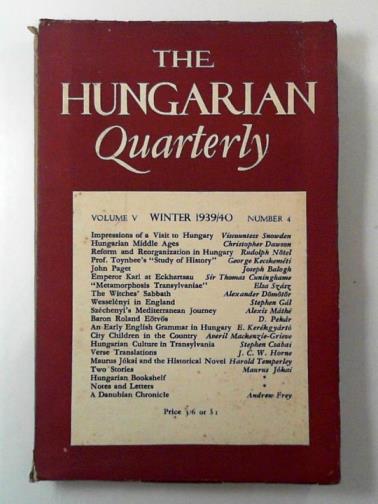 THE
HUNGARIAN
Quarterly
VOLUME V WINTER 1939/40 NUMBER 4
Impressions of a Visit to Hungary Viscountess Snowden
Hungarian Middle Ages Christopher Dawson
Reform and Reorganization in Hungary Rudolph Nötel
Prof. Toynbee's "Study of History" George Kecskeméti
John Paget Joseph Balogh
Emperor Karl at Eckhartsau Sir Thomas Cuninghame
"Metamorphosis Transylvaniae" Elsa Szász
The Witches' Sabbath Alexander Dömötör
Wesselényi in England Stephen Gál
Széchenyi's Mediterranean Journey Alexis Máthé
Baron Roland Eötvös D. Pekár
An Early English Grammar in Hungary E. Kerékgyártó
City Children in the Country Averil Mackenzie-Grieve
Hungarian Culture in Transylvania Stephen Csabai
Verse Translations J. C. W. Horne
Maurus Jókai and the Historical Novel Harold Temperley
Two Stories Maurus Jókai
Hungarian Bookshelf *
Notes and Letters *
A Danubian Chronicle Andrew Frey
Price 3/6 or $1